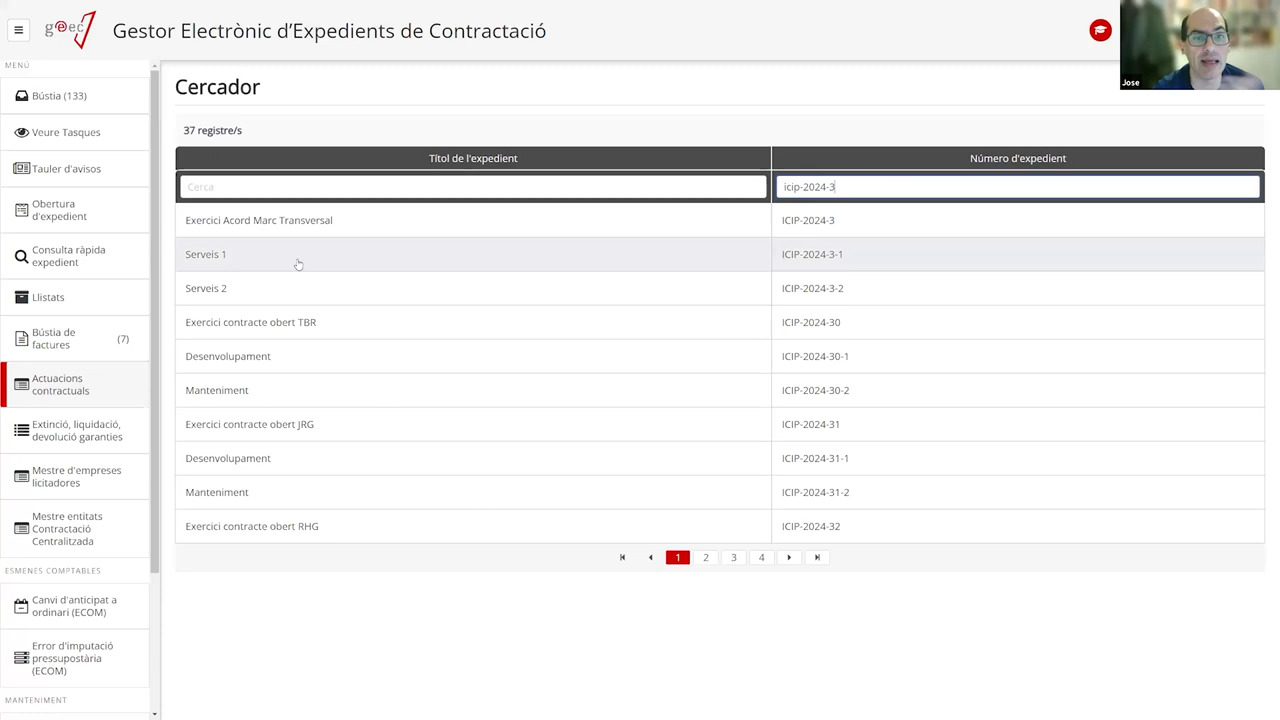 geec
Gestor Electrònic d'Expedients de Contractació
Jose
MENÚ
Bústia (133)
Veure Tasques
Tauler d'avisos
Obertura
d'expedient
Consulta ràpida
expedient
Llistats
Bústia de
factures
(7)
Actuacions
contractuals
Extinció, liquidació,
devolució garanties
Mestre d'empreses
licitadores
Mestre entitats
Contractació
Centralitzada
ESMENES COMPTABLES
Canvi d'anticipat a
ordinari (ECOM)
Error d'imputació
pressupostària
(ECOM)
MANTENIMENT
Cercador
37 registre/s
Títol de l'expedient Número d'expedient
Cerca icip-2024-3
Exercici Acord Marc Transversal ICIP-2024-3
Serveis 1 ICIP-2024-3-1
Serveis 2 ICIP-2024-3-2
Exercici contracte obert TBR ICIP-2024-30
Desenvolupament ICIP-2024-30-1
Manteniment ICIP-2024-30-2
Exercici contracte obert JRG ICIP-2024-31
Desenvolupament ICIP-2024-31-1
Manteniment ICIP-2024-31-2
Exercici contracte obert RHG ICIP-2024-32
1 2 3 4